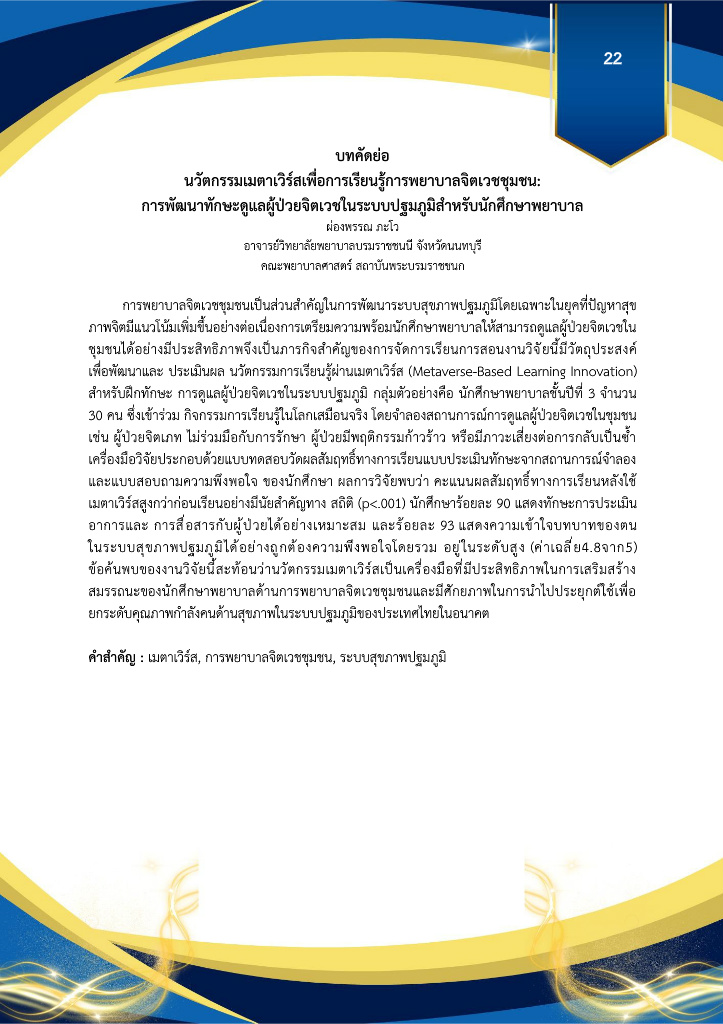 22
บทคัดย่อ
นวัตกรรมเมตาเวิร์สเพื่อการเรียนรู้การพยาบาลจิตเวชชุมชน:
การพัฒนาทักษะดูแลผู้ป่วยจิตเวชในระบบปฐมภูมิสำหรับนักศึกษาพยาบาล
ผ่องพรรณ ภะโว
อาจารย์วิทยาลัยพยาบาลบรมราชชนนี จังหวัดนนทบุรี
คณะพยาบาลศาสตร์ สถาบันพระบรมราชชนก
การพยาบาลจิตเวชชุมชนเป็นส่วนสำคัญในการพัฒนาระบบสุขภาพปฐมภูมิโดยเฉพาะในยุคที่ปัญหาสุข
ภาพจิตมีแนวโน้มเพิ่มขึ้นอย่างต่อเนื่องการเตรียมความพร้อมนักศึกษาพยาบาลให้สามารถดูแลผู้ป่วยจิตเวชใน
ชุมชนได้อย่างมีประสิทธิภาพจึงเป็นภารกิจสำคัญของการจัดการเรียนการสอนงานวิจัยนี้มีวัตถุประสงค์
เพื่อพัฒนาและ ประเมินผล นวัตกรรมการเรียนรู้ผ่านเมตาเวิร์ส (Metaverse-Based Learning Innovation)
สำหรับฝึกทักษะ การดูแลผู้ป่วยจิตเวชในระบบปฐมภูมิ กลุ่มตัวอย่างคือ นักศึกษาพยาบาลชั้นปีที่ 3 จำนวน
30 คน ซึ่งเข้าร่วม กิจกรรมการเรียนรู้ในโลกเสมือนจริง โดยจำลองสถานการณ์การดูแลผู้ป่วยจิตเวชในชุมชน
เช่น ผู้ป่วยจิตเภท ไม่ร่วมมือกับการรักษา ผู้ป่วยมีพฤติกรรมก้าวร้าว หรือมีภาวะเสี่ยงต่อการกลับเป็นซ้ำ
เครื่องมือวิจัยประกอบด้วยแบบทดสอบวัดผลสัมฤทธิ์ทางการเรียนแบบประเมินทักษะจากสถานการณ์จำลอง
และแบบสอบถามความพึงพอใจ ของนักศึกษา ผลการวิจัยพบว่า คะแนนผลสัมฤทธิ์ทางการเรียนหลังใช้
เมตาเวิร์สสูงกว่าก่อนเรียนอย่างมีนัยสำคัญทาง สถิติ (p<.001) นักศึกษาร้อยละ 90 แสดงทักษะการประเมิน
อาการและ การสื่อสารกับผู้ป่วยได้อย่างเหมาะสม และร้อยละ 93 แสดงความเข้าใจบทบาทของตน
ในระบบสุขภาพปฐมภูมิได้อย่างถูกต้องความพึงพอใจโดยรวม อยู่ในระดับสูง (ค่าเฉลี่ย4.8จาก5)
ข้อค้นพบของงานวิจัยนี้สะท้อนว่านวัตกรรมเมตาเวิร์สเป็นเครื่องมือที่มีประสิทธิภาพในการเสริมสร้าง
สมรรถนะของนักศึกษาพยาบาลด้านการพยาบาลจิตเวชชุมชนและมีศักยภาพในการนำไปประยุกต์ใช้เพื่อ
ยกระดับคุณภาพกำลังคนด้านสุขภาพในระบบปฐมภูมิของประเทศไทยในอนาคต
คำสำคัญ : เมตาเวิร์ส, การพยาบาลจิตเวชชุมชน, ระบบสุขภาพปฐมภูมิ